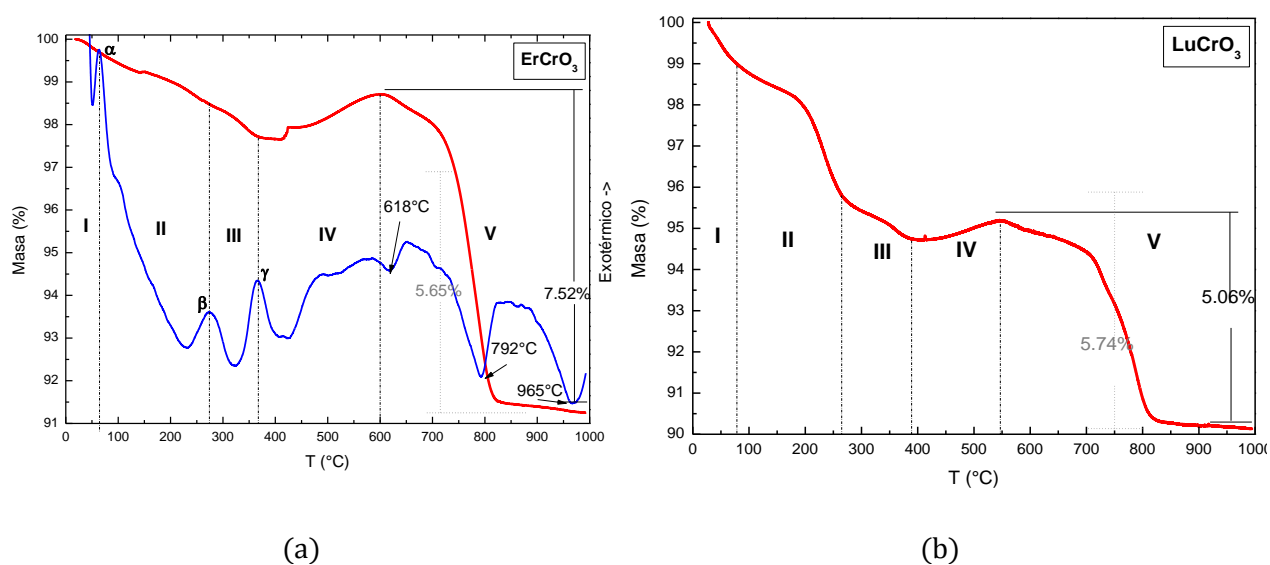 ErCrO3
Masa (%)
100
99
98
97
96
95
94
93
92
91
α
I
II
III
IV
V
β
γ
618°C
5.65%
7.52%
792°C
965°C
Exotérmico ->
0 100 200 300 400 500 600 700 800 900 1000
T (°C)
(a)
LuCrO3
Masa (%)
100
99
98
97
96
95
94
93
92
91
90
I
II
III
IV
V
5.06%
5.74%
0 100 200 300 400 500 600 700 800 900 1000
T (°C)
(b)